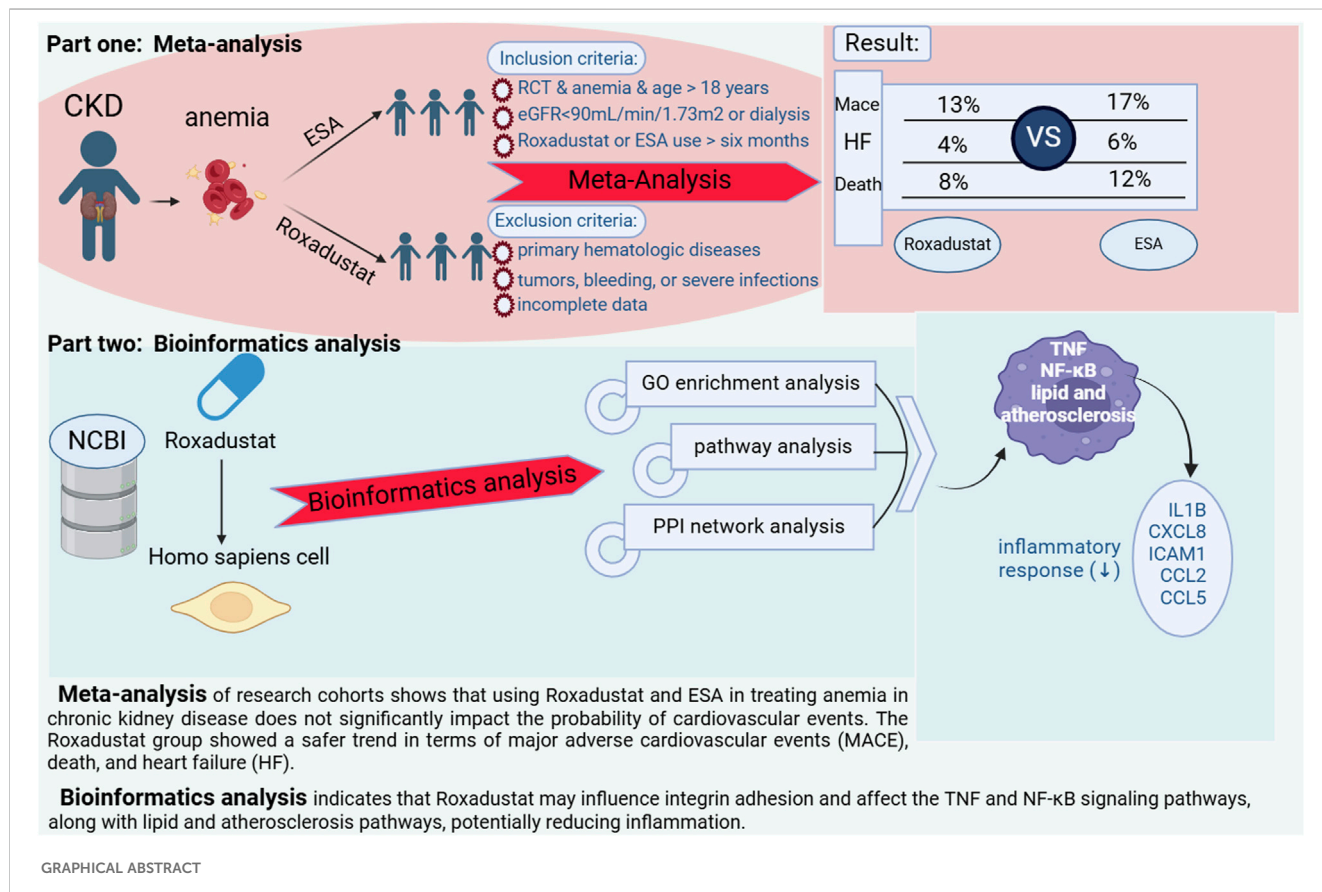 Part one: Meta-analysis
CKD
anemia
ESA
Roxadustat
Inclusion criteria:
RCT & anemia & age > 18 years
eGFR<90mL/min/1.73m2 or dialysis
Roxadustat or ESA use > six months
Meta-Analysis
Exclusion criteria:
primary hematologic diseases
tumors, bleeding, or severe infections
incomplete data
Result:
Mace 13% 17%
VS
HF 4% 6%
Death 8% 12%
Roxadustat ESA
Part two: Bioinformatics analysis
NCBI
Roxadustat
Homo sapiens cell
Bioinformatics analysis
GO enrichment analysis
pathway analysis
PPI network analysis
TNF
NF-κB
lipid and
atherosclerosis
inflammatory
response (↓)
IL1B
CXCL8
ICAM1
CCL2
CCL5
Meta-analysis of research cohorts shows that using Roxadustat and ESA in treating anemia in
chronic kidney disease does not significantly impact the probability of cardiovascular events. The
Roxadustat group showed a safer trend in terms of major adverse cardiovascular events (MACE),
death, and heart failure (HF).
Bioinformatics analysis indicates that Roxadustat may influence integrin adhesion and affect the TNF and NF-κB signaling pathways,
along with lipid and atherosclerosis pathways, potentially reducing inflammation.
GRAPHICAL ABSTRACT